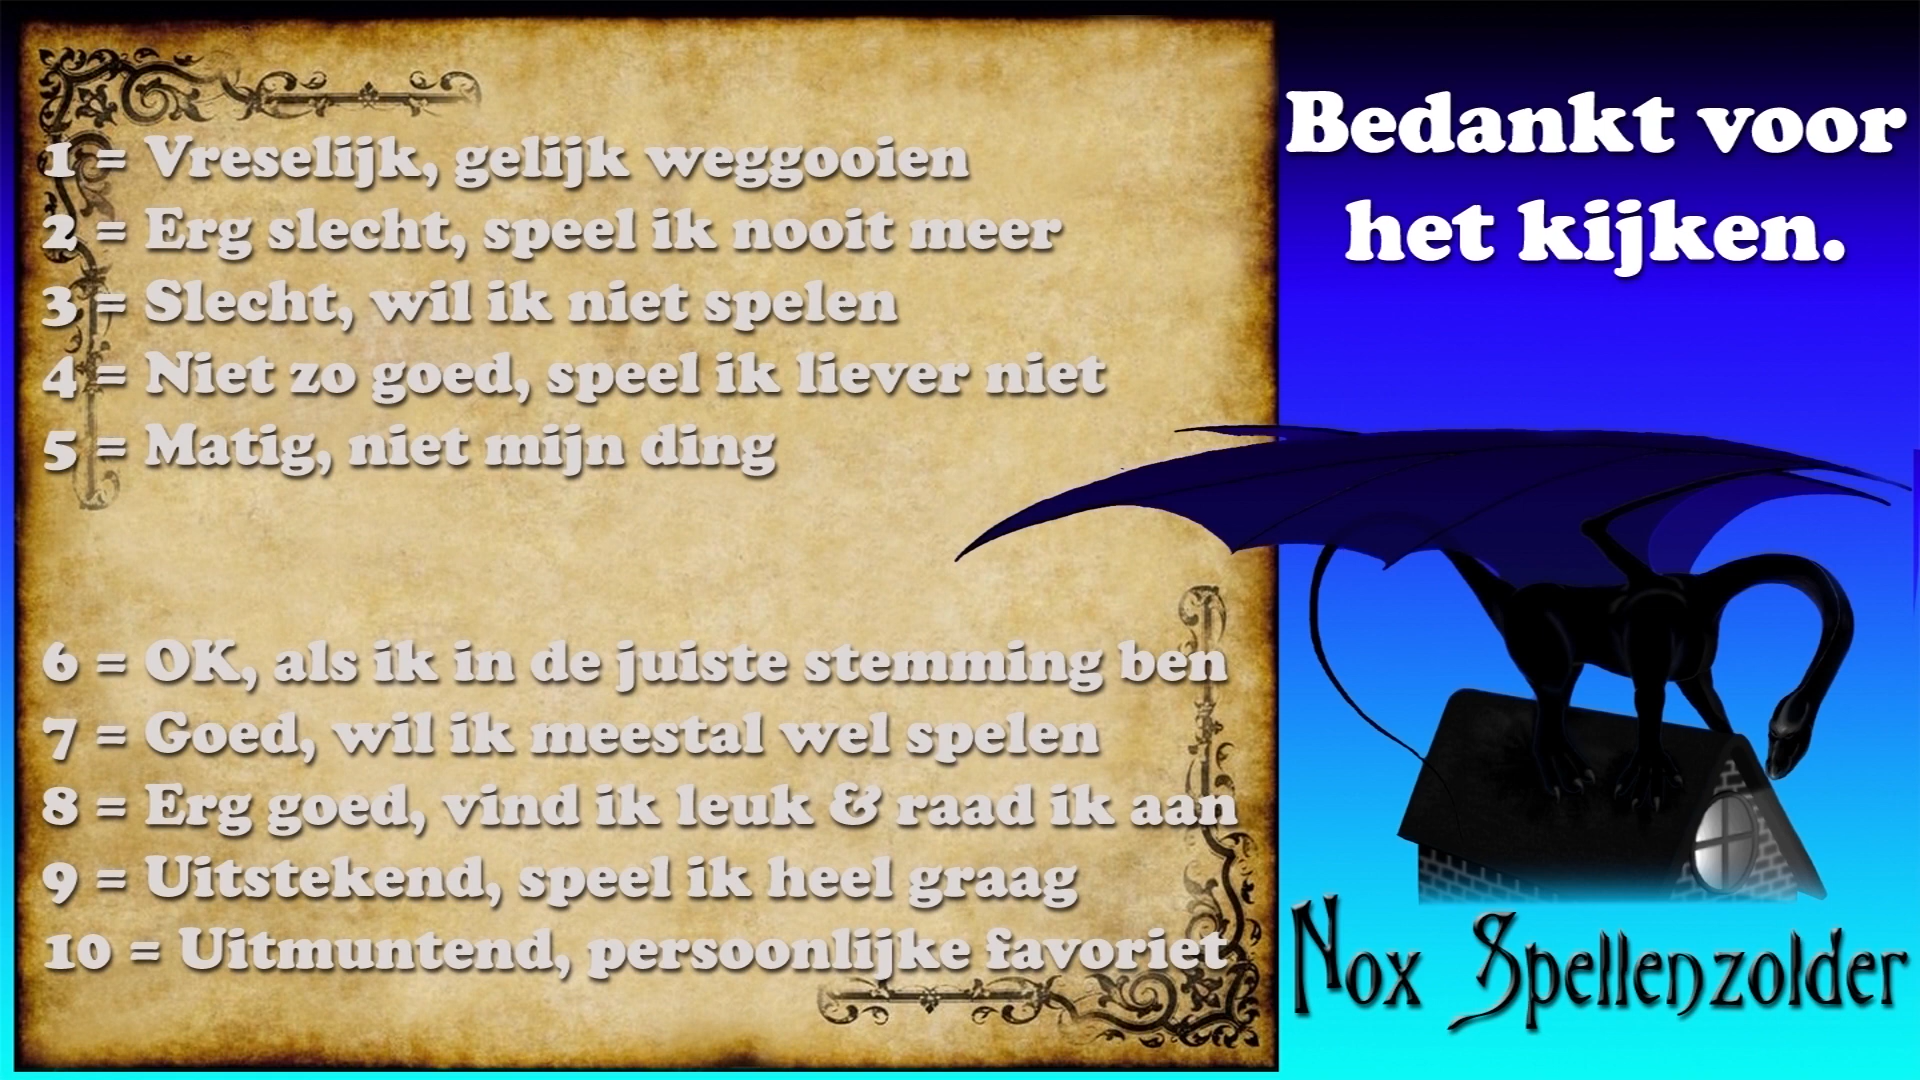 1 = Vreselijk, gelijk weggooien
2 = Erg slecht, speel ik nooit meer
3 = Slecht, wil ik niet spelen
4 = Niet zo goed, speel ik liever niet
5 = Matig, niet mijn ding
6 = OK, als ik in de juiste stemming ben
7 = Goed, wil ik meestal wel spelen
8 = Erg goed, vind ik leuk & raad ik aan
9 = Uitstekend, speel ik heel graag
10 = Uitmuntend, persoonlijke favoriet
Bedankt voor
het kijken.
Nox Spellenzolder